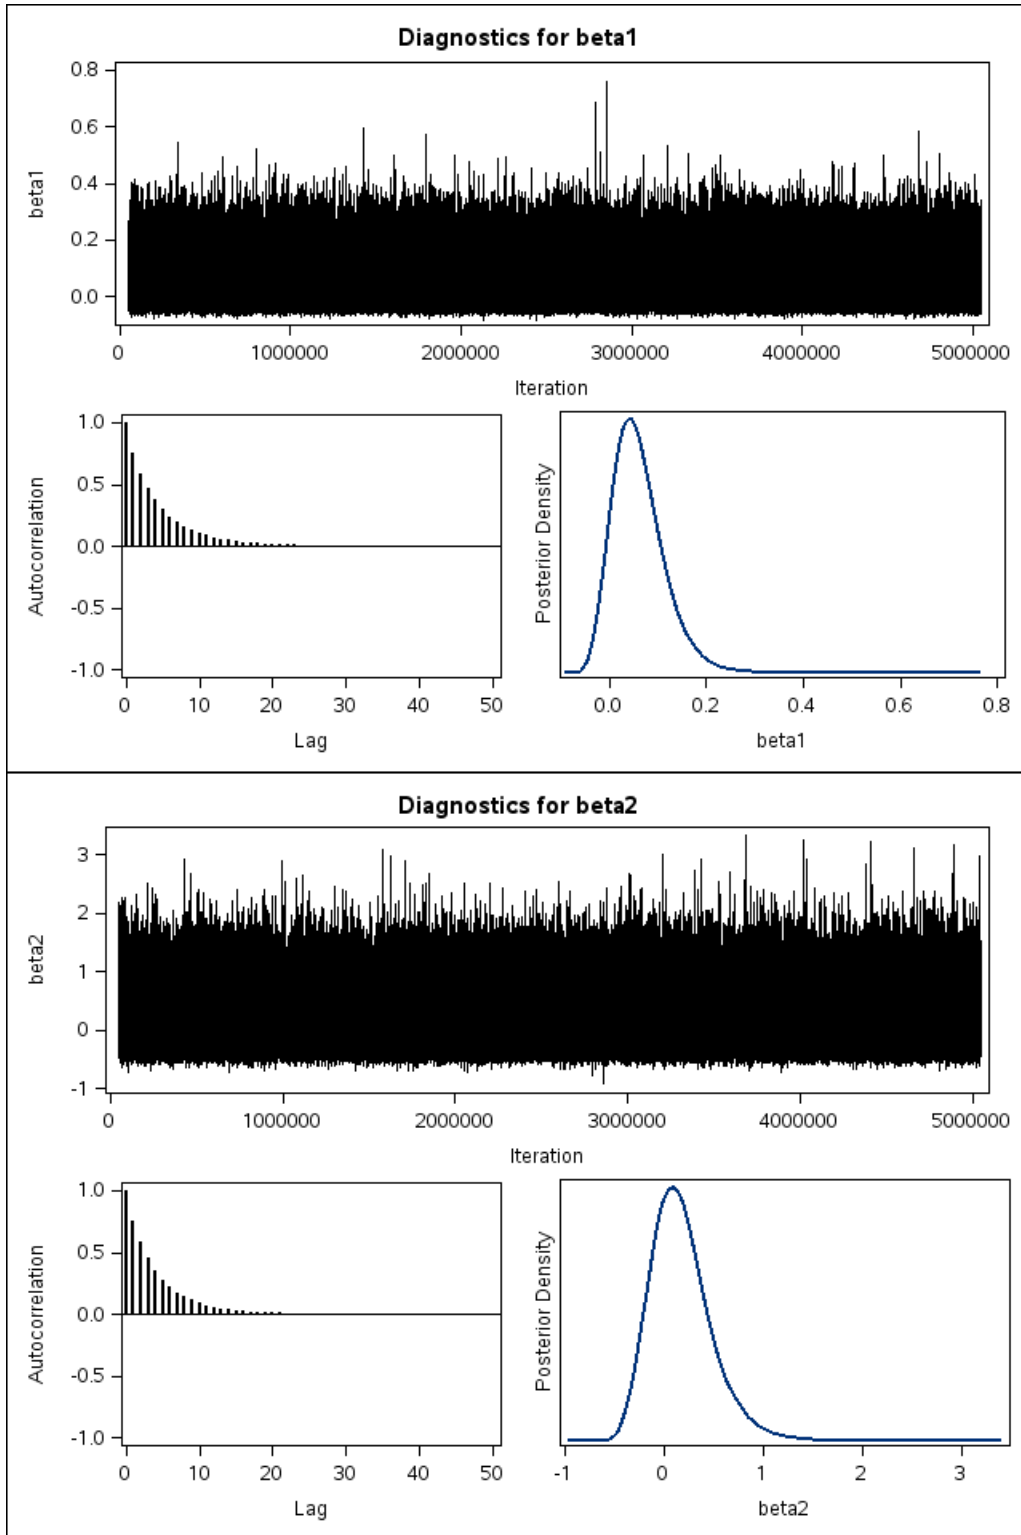 Diagnostics for beta1
0.8
0.6
0.4
0.2
0.0
beta1
0 1000000 2000000 3000000 4000000 5000000
Iteration
1.0
0.5
0.0
-0.5
-1.0
Autocorrelation
0 10 20 30 40 50
Lag
Posterior Density
0.0 0.2 0.4 0.6 0.8
beta1
Diagnostics for beta2
3
2
1
0
-1
beta2
0 1000000 2000000 3000000 4000000 5000000
Iteration
1.0
0.5
0.0
-0.5
-1.0
Autocorrelation
0 10 20 30 40 50
Lag
Posterior Density
-1 0 1 2 3
beta2